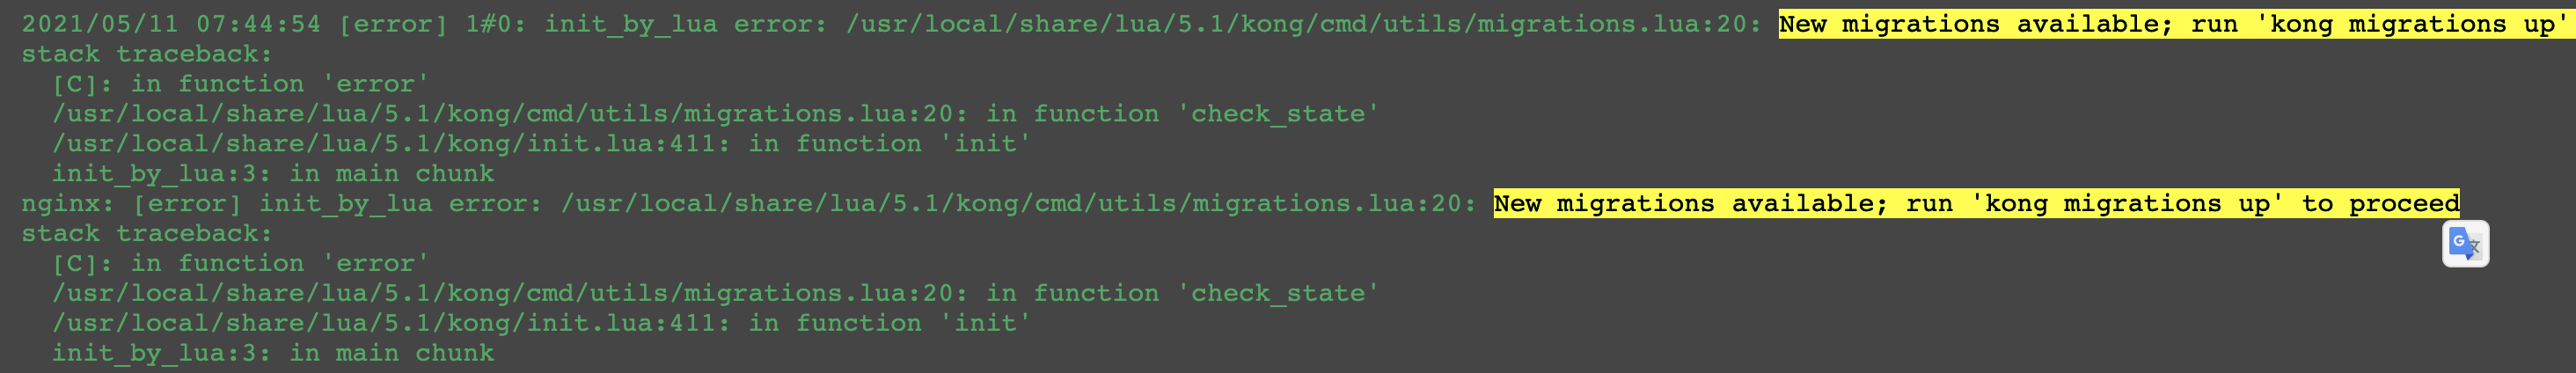 2021/05/11 07:44:54 [error] 1#0: init_by_lua error: /usr/local/share/lua/5.1/kong/cmd/utils/migrations.lua:20: New migrations available; run 'kong migrations up'
stack traceback:
[C]: in function 'error'
/usr/local/share/lua/5.1/kong/cmd/utils/migrations.lua:20: in function 'check_state'
/usr/local/share/lua/5.1/kong/init.lua:411: in function 'init'
init_by_lua:3: in main chunk
nginx: [error] init_by_lua error: /usr/local/share/lua/5.1/kong/cmd/utils/migrations.lua:20: New migrations available; run 'kong migrations up' to proceed
stack traceback:
[C]: in function 'error'
/usr/local/share/lua/5.1/kong/cmd/utils/migrations.lua:20: in function 'check_state'
/usr/local/share/lua/5.1/kong/init.lua:411: in function 'init'
init_by_lua:3: in main chunk